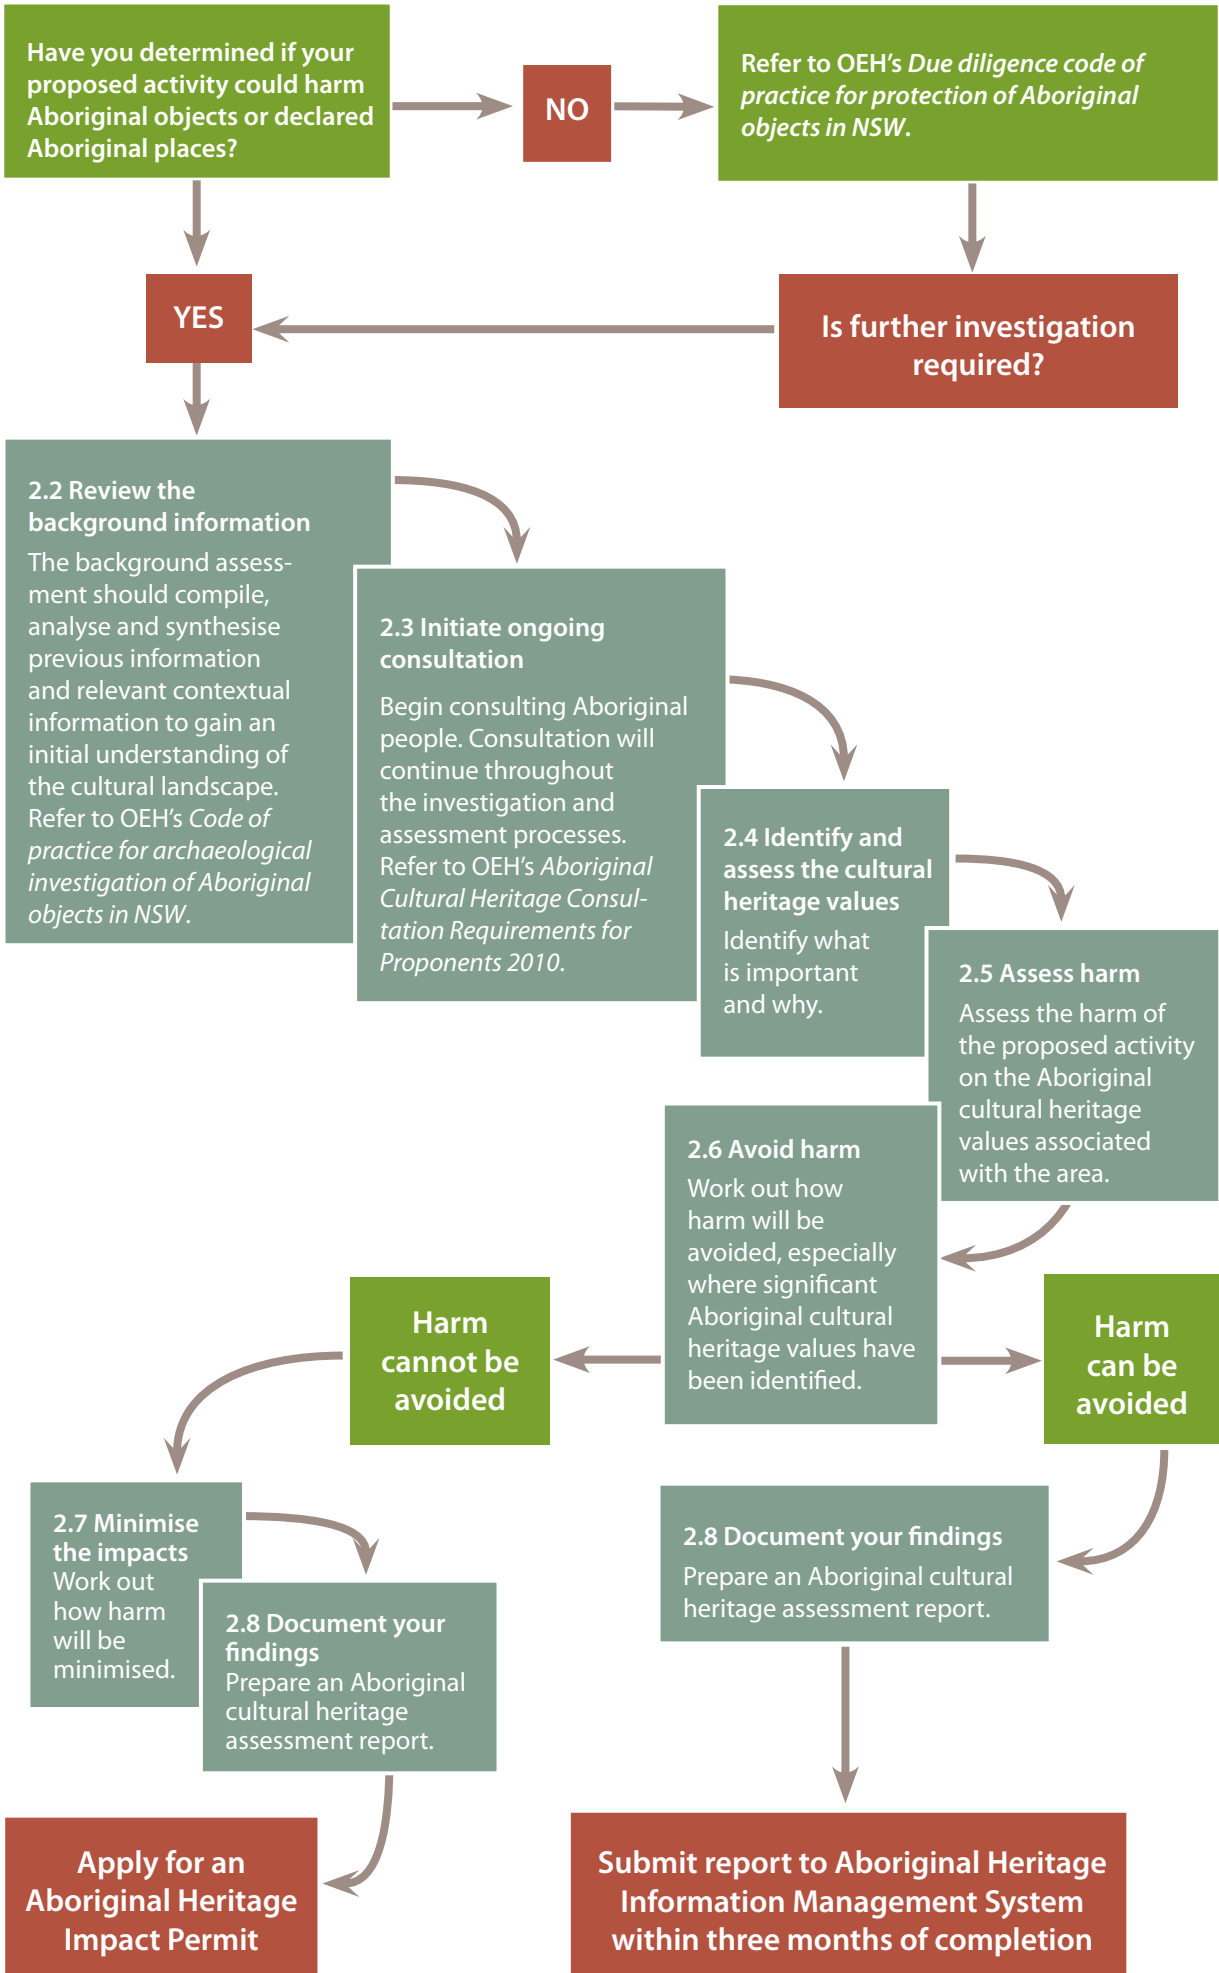 Have you determined if your
proposed activity could harm
Aboriginal objects or declared
Aboriginal places?
NO
Refer to OEH's Due diligence code of
practice for protection of Aboriginal
objects in NSW.
YES
Is further investigation
required?
2.2 Review the
background information
The background assess-
ment should compile,
analyse and synthesise
previous information
and relevant contextual
information to gain an
initial understanding of
the cultural landscape.
Refer to OEH's Code of
practice for archaeological
investigation of Aboriginal
objects in NSW.
2.3 Initiate ongoing
consultation
Begin consulting Aboriginal
people. Consultation will
continue throughout
the investigation and
assessment processes.
Refer to OEH's Aboriginal
Cultural Heritage Consul-
tation Requirements for
Proponents 2010.
2.4 Identify and
assess the cultural
heritage values
Identify what
is important
and why.
2.5 Assess harm
Assess the harm of
the proposed activity
on the Aboriginal
cultural heritage
values associated
with the area.
2.6 Avoid harm
Work out how
harm will be
avoided, especially
where significant
Aboriginal cultural
heritage values have
been identified.
Harm
cannot be
avoided
Harm
can be
avoided
2.7 Minimise
the impacts
Work out
how harm
will be
minimised.
2.8 Document your
findings
Prepare an Aboriginal
cultural heritage
assessment report.
2.8 Document your findings
Prepare an Aboriginal cultural
heritage assessment report.
Apply for an
Aboriginal Heritage
Impact Permit
Submit report to Aboriginal Heritage
Information Management System
within three months of completion